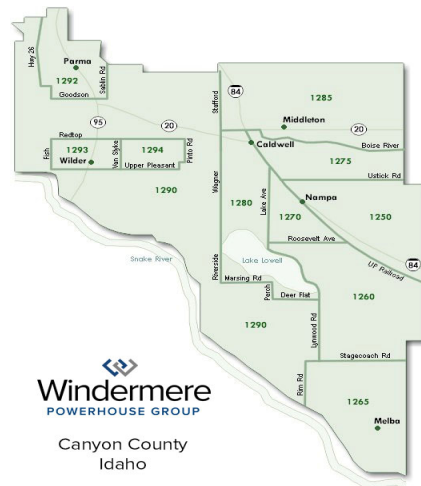 Hwy 26
Parma
1292
Sablin Rd
Goodson
84
1285
Stafford
Middleton
95
20
20
Redtop
Caldwell
Boise River
Fish
1293
Wilder
Van Slyke
1294
Pinto Rd
1275
Upper Pleasant
Ustick Rd
1290
Wagner
1280
Lake Ave
Nampa
1270
1250
Roosevelt Ave
Snake River
Riverside
Lake Lowell
84
UP Railroad
Marsing Rd
Perch
Deer Flat
1260
1290
Lynwood Rd
Stagecoach Rd
Rim Rd
1265
Melba
Windermere
POWERHOUSE GROUP
Canyon County
Idaho